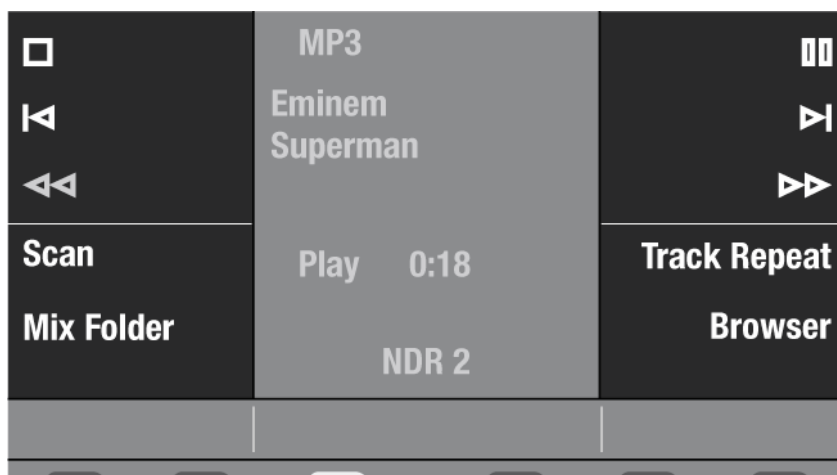 MP3
Eminem
Superman
Scan
Play 0:18
Track Repeat
Mix Folder
Browser
NDR 2